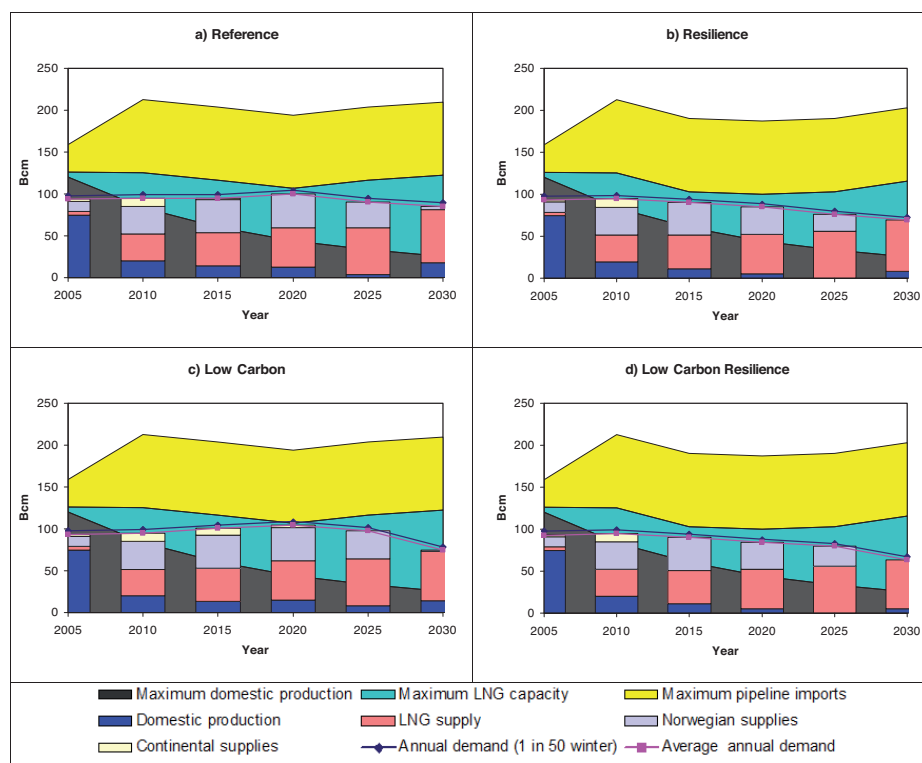 a) Reference
250
200
150
100
50
0
Bcm
2005 2010 2015 2020 2025 2030
Year
b) Resilience
250
200
150
100
50
0
Bcm
2005 2010 2015 2020 2025 2030
Year
c) Low Carbon
250
200
150
100
50
0
Bcm
2005 2010 2015 2020 2025 2030
Year
d) Low Carbon Resilience
250
200
150
100
50
0
Bcm
2005 2010 2015 2020 2025 2030
Year
Maximum domestic production Maximum LNG capacity Maximum pipeline imports
Domestic production LNG supply Norwegian supplies
Continental supplies Annual demand (1 in 50 winter) Average annual demand